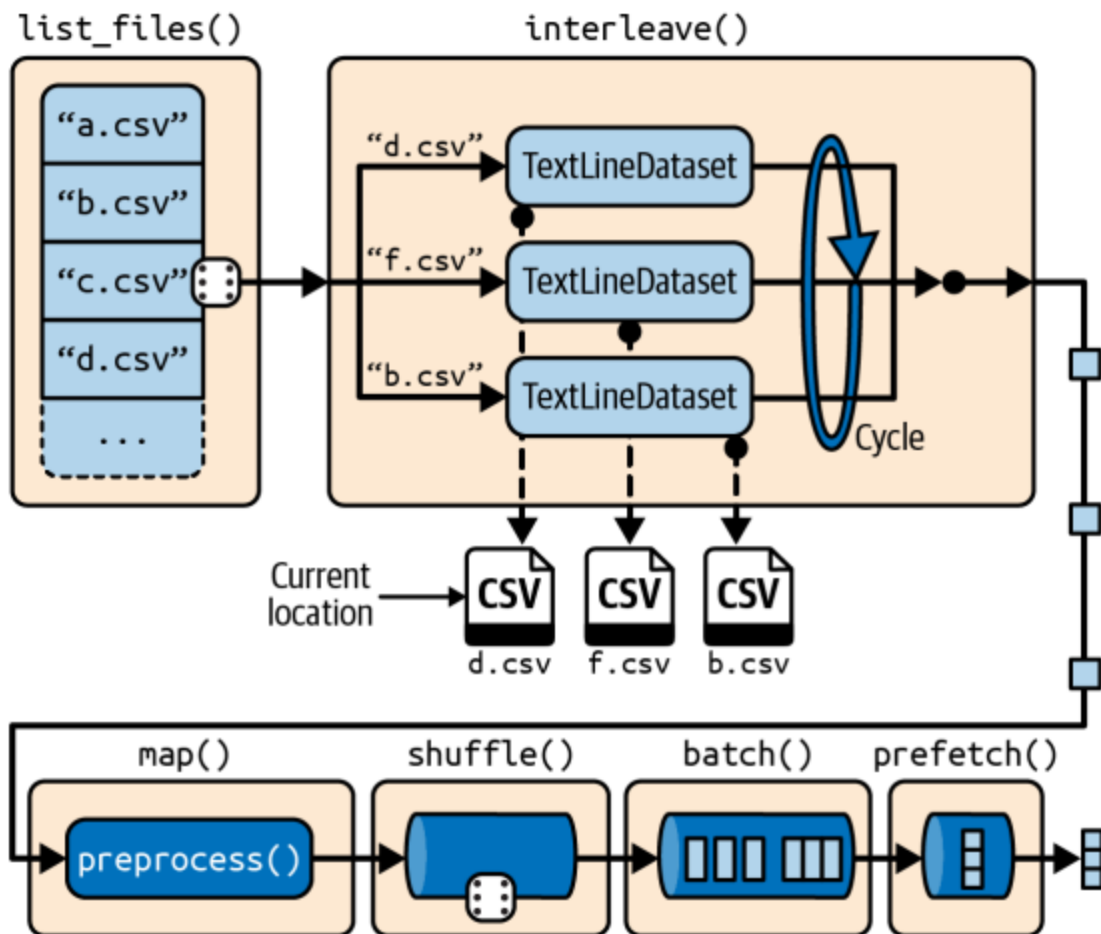 list_files()
interleave()
“a.csv”
“b.csv”
“c.csv”
“d.csv”
...
“d.csv”
TextLineDataset
“f.csv”
TextLineDataset
“b.csv”
TextLineDataset
Cycle
Current
location
CSV
CSV
CSV
d.csv
f.csv
b.csv
map()
shuffle()
batch()
prefetch()
preprocess()